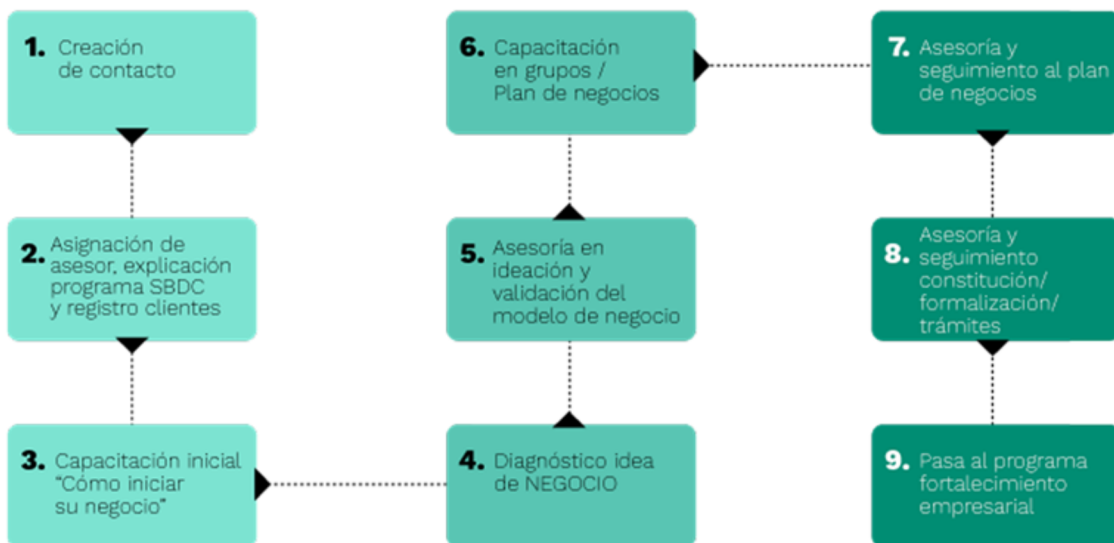 1. Creación
de contacto
2. Asignación de
asesor, explicación
programa SBDC
y registro clientes
3. Capacitación inicial
“Cómo iniciar
su negocio”
4. Diagnóstico idea
de NEGOCIO
5. Asesoría en
ideación y
validación del
modelo de negocio
6. Capacitación
en grupos /
Plan de negocios
7. Asesoría y
seguimiento al plan
de negocios
8. Asesoría y
seguimiento
constitución/
formalización/
trámites
9. Pasa al programa
fortalecimiento
empresarial